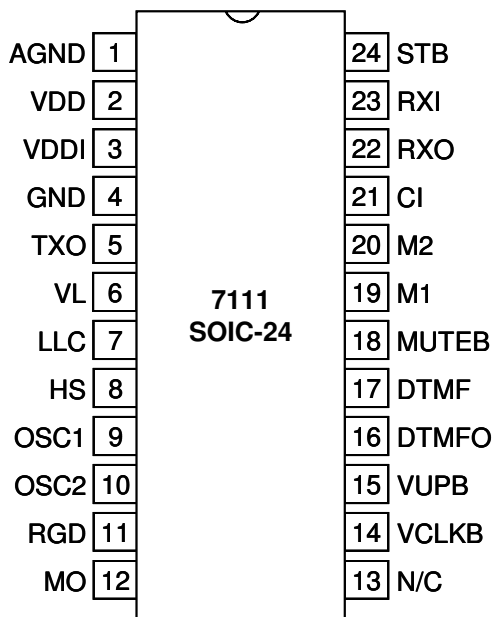 AGND 1 24 STB
VDD 2 23 RXI
VDDI 3 22 RXO
GND 4 21 CI
TXO 5 20 M2
VL 6 19 M1
7111
SOIC-24
LLC 7 18 MUTEB
HS 8 17 DTMF
OSC1 9 16 DTMFO
OSC2 10 15 VUPB
RGD 11 14 VCLKB
MO 12 13 N/C